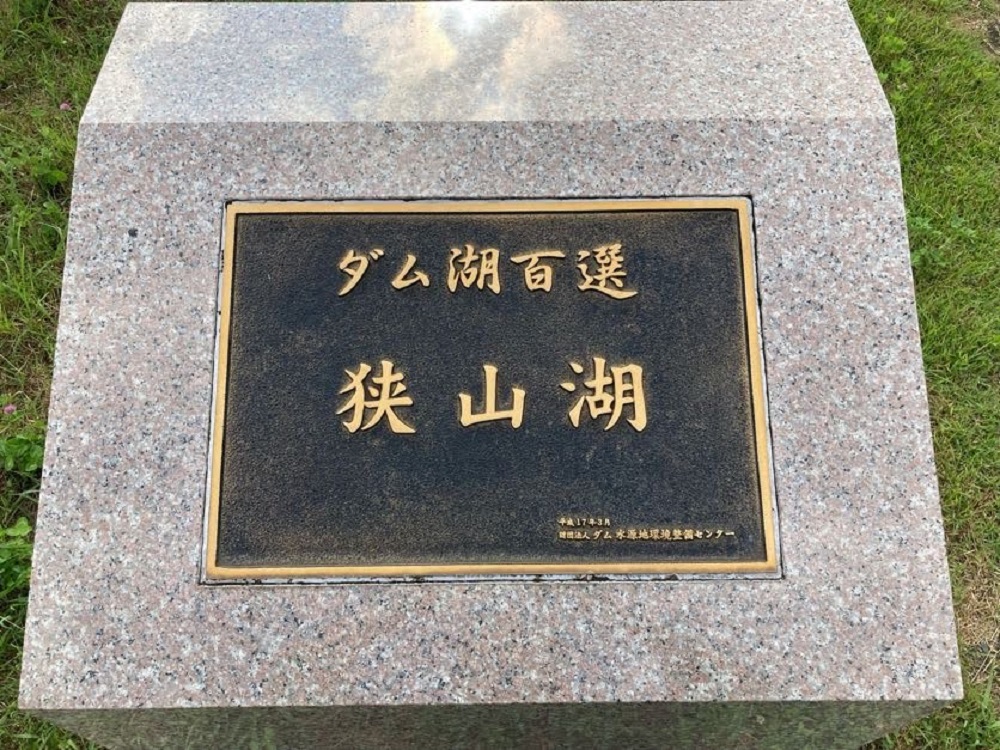 ダム湖百選
狭山湖
平成17年3月
財団法人 ダム水源地環境整備センター